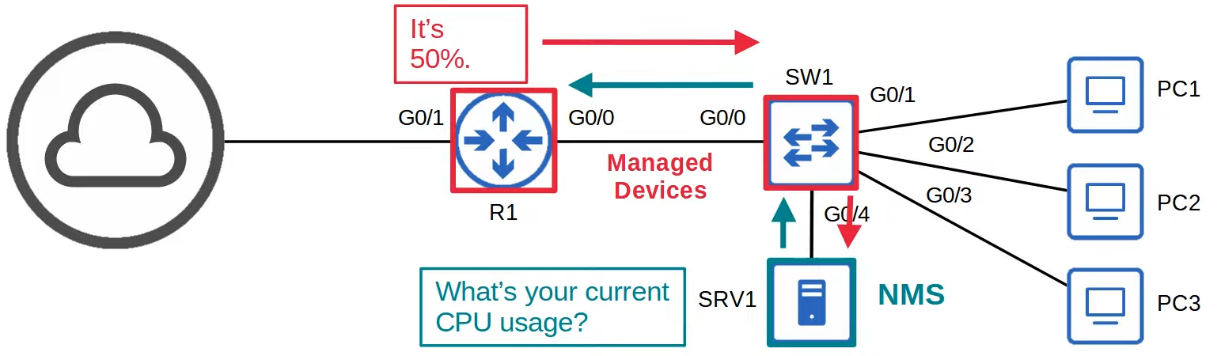 It's
50%.
SW1
G0/1
PC1
G0/1
G0/0
G0/0
G0/2
Managed
Devices
G0/3
PC2
R1
G0/4
What's your current
CPU usage?
SRV1
NMS
PC3